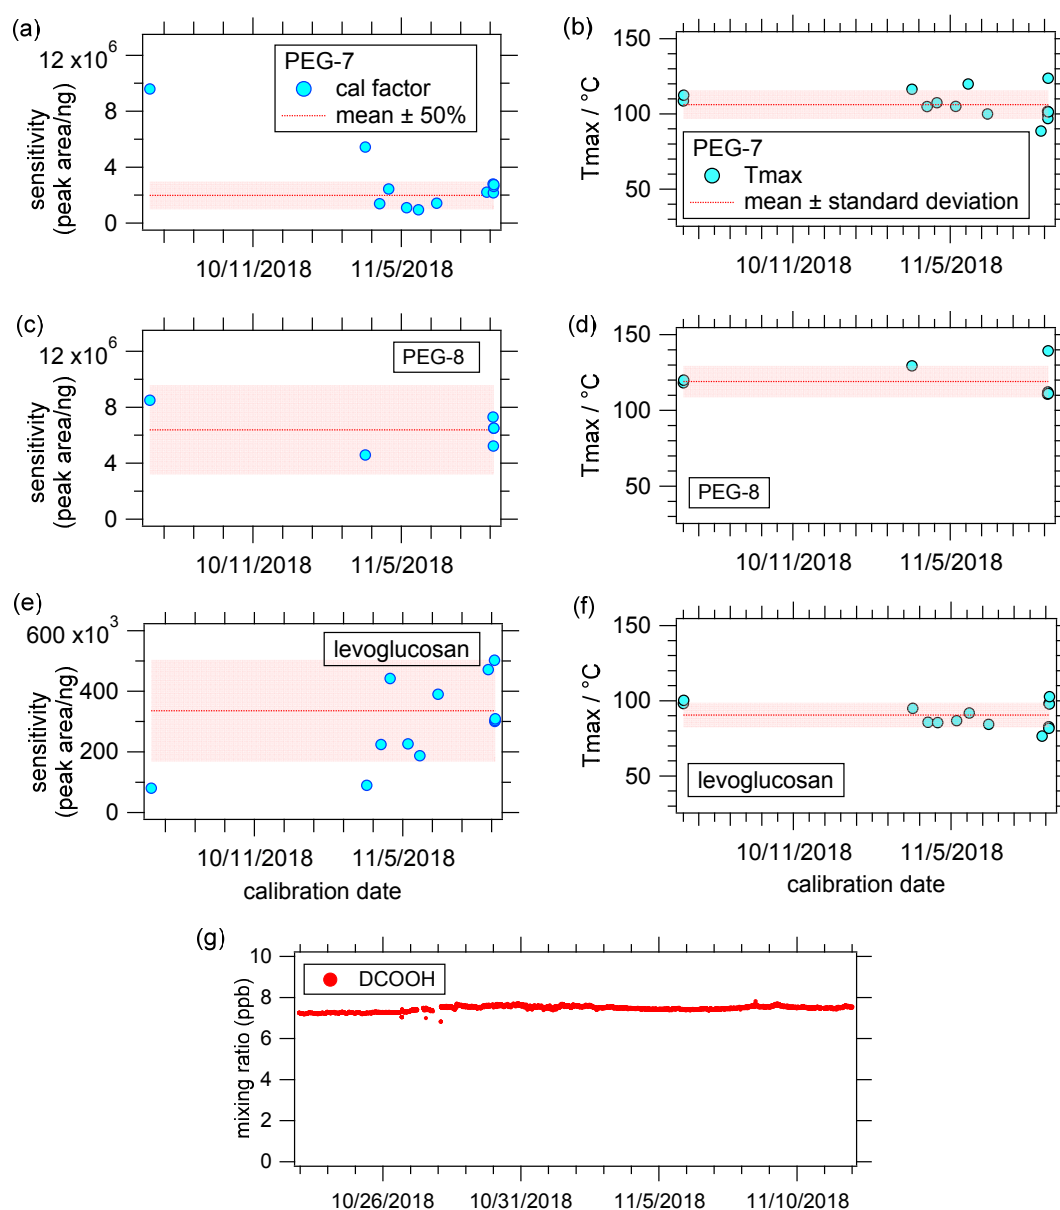 (a)
sensitivity
(peak area/ng)
12 x10⁶
8
4
0
PEG-7
cal factor
mean ± 50%
10/11/2018
11/5/2018
(b)
Tmax / °C
150
100
50
PEG-7
Tmax
mean ± standard deviation
10/11/2018
11/5/2018
(c)
sensitivity
(peak area/ng)
12 x10⁶
8
4
0
PEG-8
10/11/2018
11/5/2018
(d)
Tmax / °C
150
100
50
PEG-8
10/11/2018
11/5/2018
(e)
sensitivity
(peak area/ng)
600 x10³
400
200
0
levoglucosan
10/11/2018
11/5/2018
calibration date
(f)
Tmax / °C
150
100
50
levoglucosan
10/11/2018
11/5/2018
calibration date
(g)
mixing ratio (ppb)
10
8
6
4
2
0
DCOOH
10/26/2018
10/31/2018
11/5/2018
11/10/2018